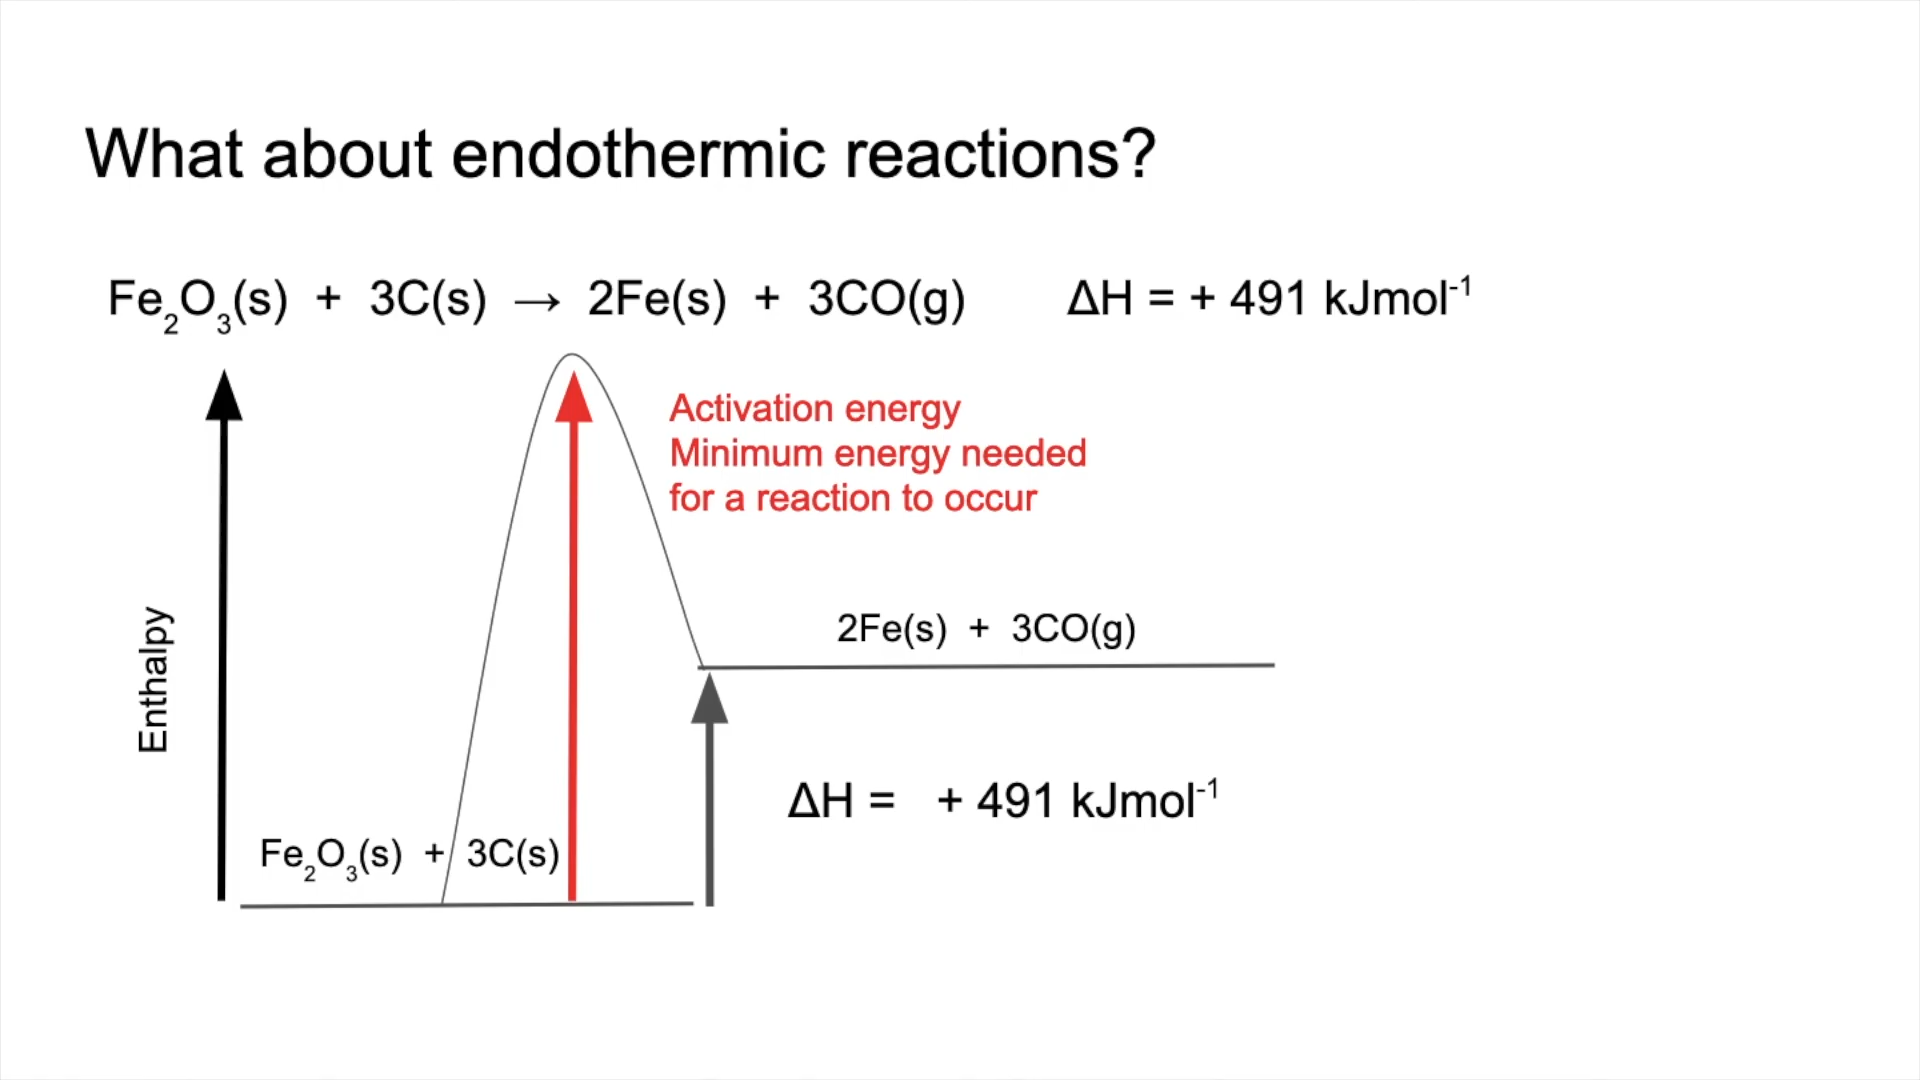 What about endothermic reactions?
Fe₂O₃(s) + 3C(s) → 2Fe(s) + 3CO(g) ΔH = + 491 kJmol⁻¹
Activation energy
Minimum energy needed
for a reaction to occur
2Fe(s) + 3CO(g)
Enthalpy
ΔH = + 491 kJmol⁻¹
Fe₂O₃(s) + 3C(s)